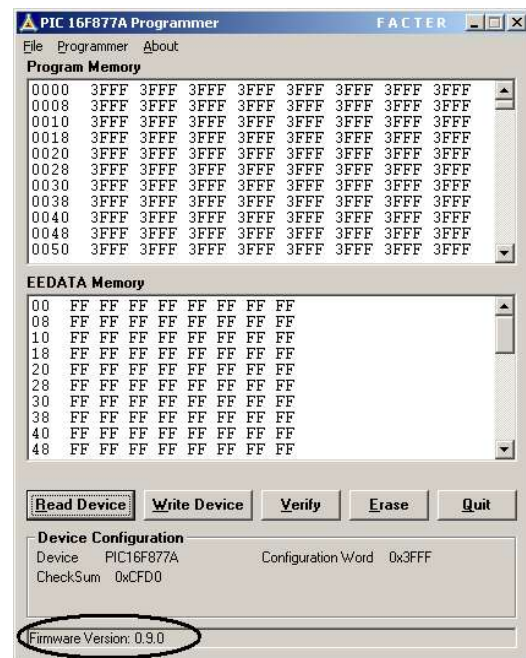 PIC 16F877A Programmer FACTER
File Programmer About
Program Memory
0000 3FFF 3FFF 3FFF 3FFF 3FFF 3FFF 3FFF 3FFF
0008 3FFF 3FFF 3FFF 3FFF 3FFF 3FFF 3FFF 3FFF
0010 3FFF 3FFF 3FFF 3FFF 3FFF 3FFF 3FFF 3FFF
0018 3FFF 3FFF 3FFF 3FFF 3FFF 3FFF 3FFF 3FFF
0020 3FFF 3FFF 3FFF 3FFF 3FFF 3FFF 3FFF 3FFF
0028 3FFF 3FFF 3FFF 3FFF 3FFF 3FFF 3FFF 3FFF
0030 3FFF 3FFF 3FFF 3FFF 3FFF 3FFF 3FFF 3FFF
0038 3FFF 3FFF 3FFF 3FFF 3FFF 3FFF 3FFF 3FFF
0040 3FFF 3FFF 3FFF 3FFF 3FFF 3FFF 3FFF 3FFF
0048 3FFF 3FFF 3FFF 3FFF 3FFF 3FFF 3FFF 3FFF
0050 3FFF 3FFF 3FFF 3FFF 3FFF 3FFF 3FFF 3FFF
EEDATA Memory
00 FF FF FF FF FF FF FF FF
08 FF FF FF FF FF FF FF FF
10 FF FF FF FF FF FF FF FF
18 FF FF FF FF FF FF FF FF
20 FF FF FF FF FF FF FF FF
28 FF FF FF FF FF FF FF FF
30 FF FF FF FF FF FF FF FF
38 FF FF FF FF FF FF FF FF
40 FF FF FF FF FF FF FF FF
48 FF FF FF FF FF FF FF FF
Read Device Write Device Verify Erase Quit
Device Configuration
Device PIC16F877A Configuration Word 0x3FFF
CheckSum 0xCFD0
Firmware Version: 0.9.0